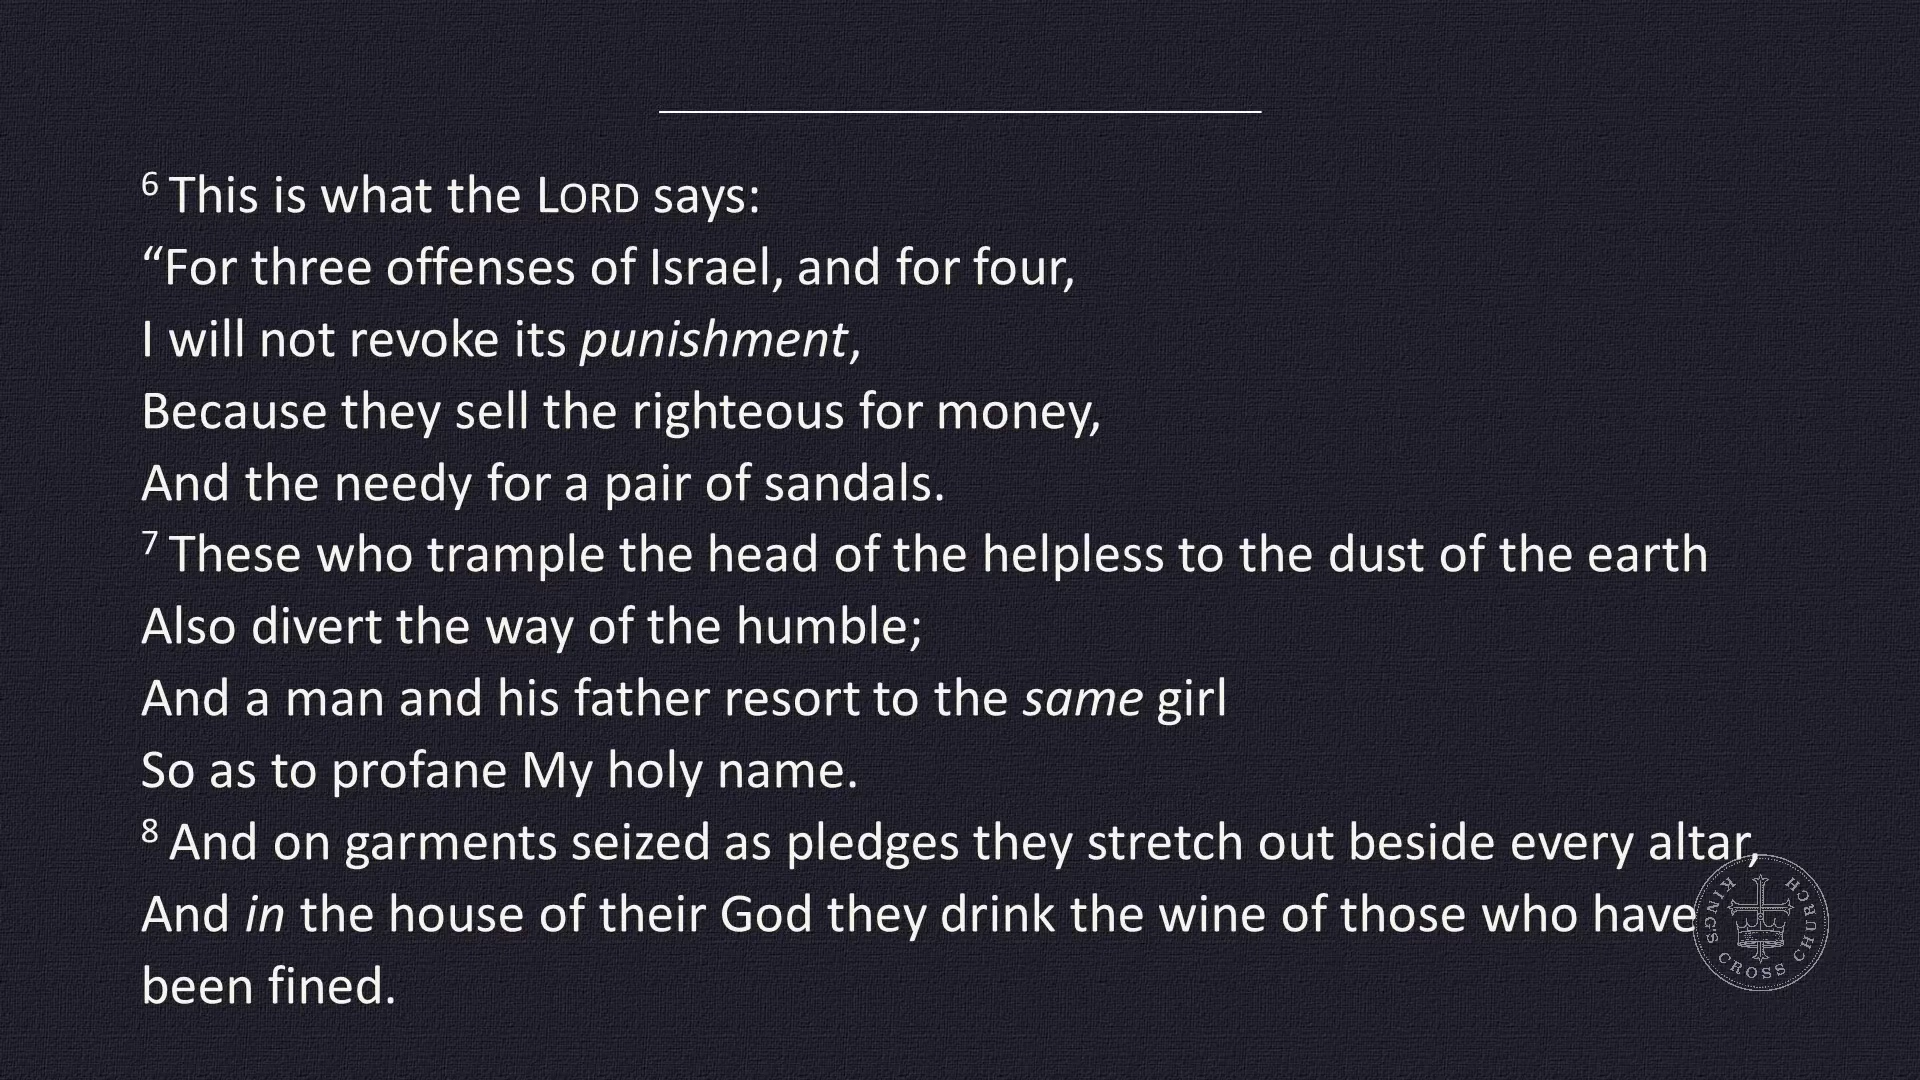 6 This is what the LORD says:
“For three offenses of Israel, and for four,
I will not revoke its punishment,
Because they sell the righteous for money,
And the needy for a pair of sandals.
7 These who trample the head of the helpless to the dust of the earth
Also divert the way of the humble;
And a man and his father resort to the same girl
So as to profane My holy name.
8 And on garments seized as pledges they stretch out beside every altar,
And in the house of their God they drink the wine of those who have
been fined.
KING'S CROSS CHURCH